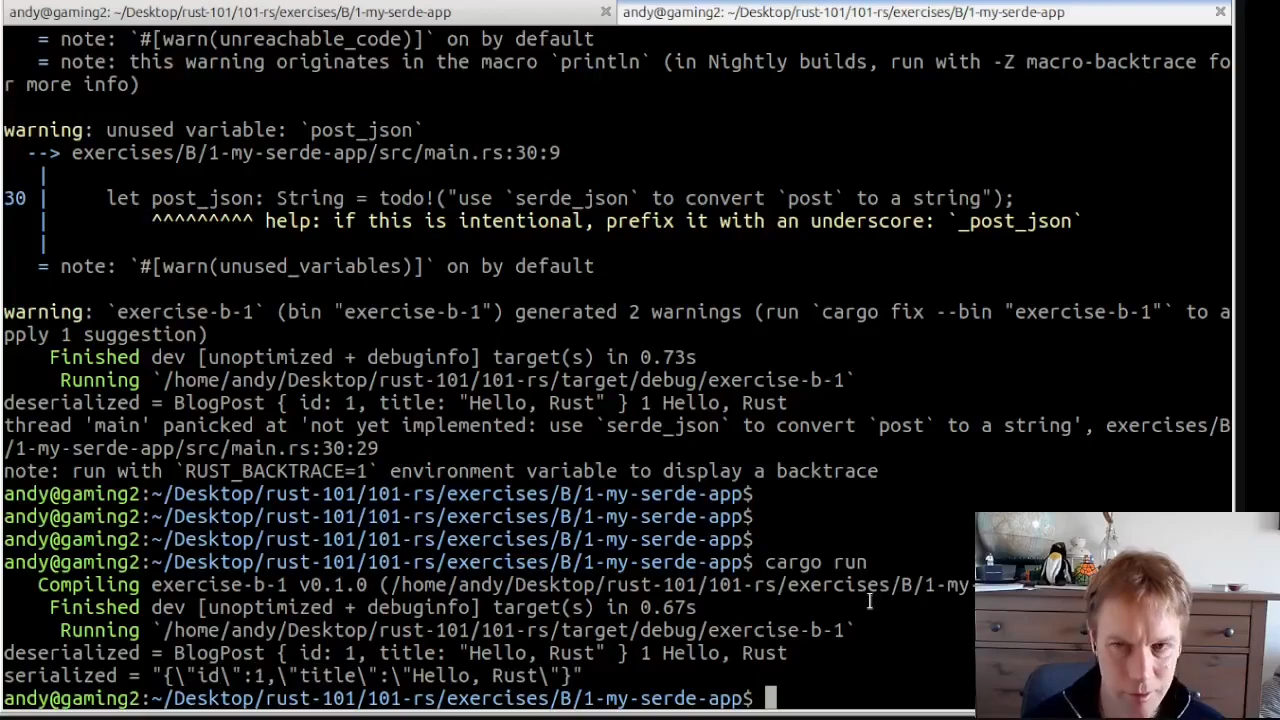 andy@gaming2: ~/Desktop/rust-101/101-rs/exercises/B/1-my-serde-app
andy@gaming2: ~/Desktop/rust-101/101-rs/exercises/B/1-my-serde-app
= note: `#[warn(unreachable_code)]` on by default
= note: this warning originates in the macro `println` (in Nightly builds, run with -Z macro-backtrace fo
r more info)
warning: unused variable: `post_json`
--> exercises/B/1-my-serde-app/src/main.rs:30:9
|
30 |     let post_json: String = todo!("use `serde_json` to convert `post` to a string");
|         ^^^^^^^^^ help: if this is intentional, prefix it with an underscore: `_post_json`
|
= note: `#[warn(unused_variables)]` on by default
warning: `exercise-b-1` (bin "exercise-b-1") generated 2 warnings (run `cargo fix --bin "exercise-b-1"` to a
pply 1 suggestion)
Finished dev [unoptimized + debuginfo] target(s) in 0.73s
Running `/home/andy/Desktop/rust-101/101-rs/target/debug/exercise-b-1`
deserialized = BlogPost { id: 1, title: "Hello, Rust" } 1 Hello, Rust
thread 'main' panicked at 'not yet implemented: use `serde_json` to convert `post` to a string', exercises/B
/1-my-serde-app/src/main.rs:30:29
note: run with `RUST_BACKTRACE=1` environment variable to display a backtrace
andy@gaming2:~/Desktop/rust-101/101-rs/exercises/B/1-my-serde-app$
andy@gaming2:~/Desktop/rust-101/101-rs/exercises/B/1-my-serde-app$
andy@gaming2:~/Desktop/rust-101/101-rs/exercises/B/1-my-serde-app$
andy@gaming2:~/Desktop/rust-101/101-rs/exercises/B/1-my-serde-app$ cargo run
Compiling exercise-b-1 v0.1.0 (/home/andy/Desktop/rust-101/101-rs/exercises/B/1-my
Finished dev [unoptimized + debuginfo] target(s) in 0.67s
Running `/home/andy/Desktop/rust-101/101-rs/target/debug/exercise-b-1`
deserialized = BlogPost { id: 1, title: "Hello, Rust" } 1 Hello, Rust
serialized = "{\"id\":1,\"title\":\"Hello, Rust\"}"
andy@gaming2:~/Desktop/rust-101/101-rs/exercises/B/1-my-serde-app$